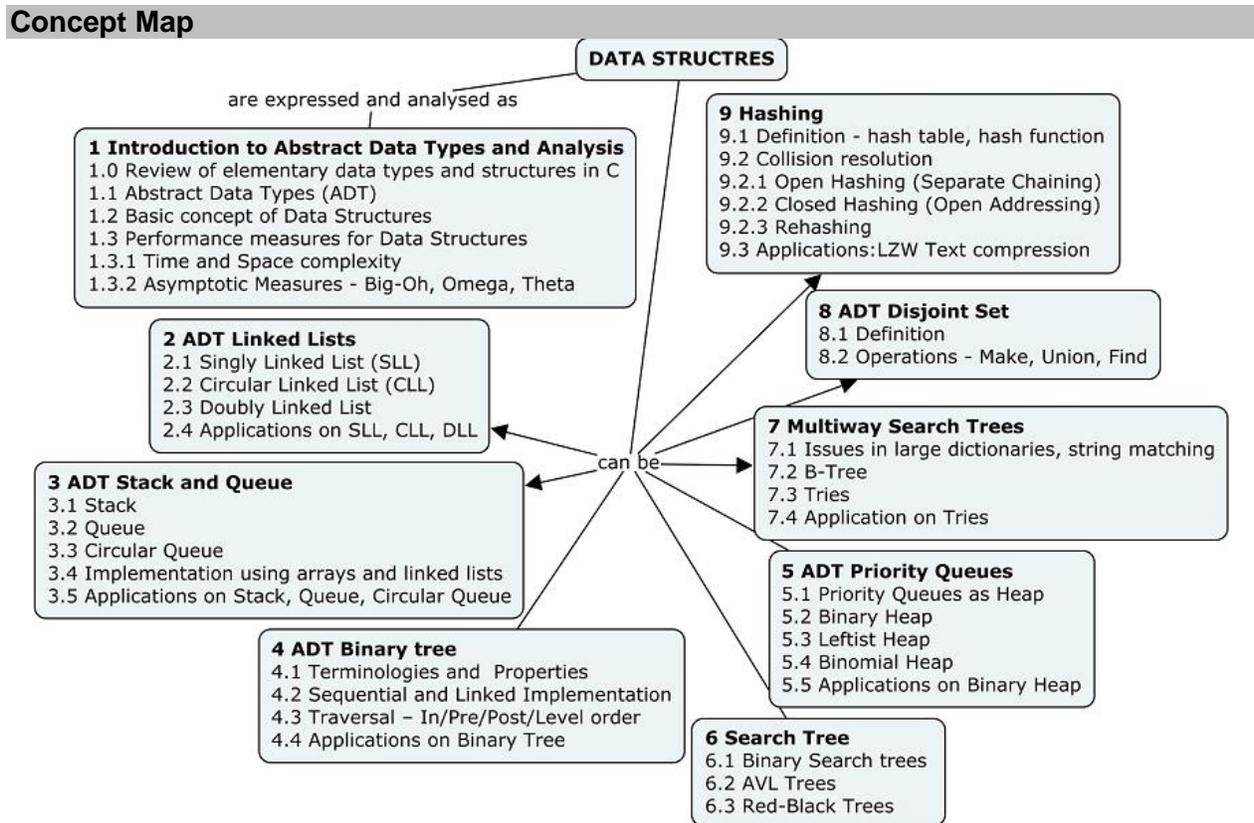 Concept Map
DATA STRUCTRES
are expressed and analysed as
1 Introduction to Abstract Data Types and Analysis
1.0 Review of elementary data types and structures in C
1.1 Abstract Data Types (ADT)
1.2 Basic concept of Data Structures
1.3 Performance measures for Data Structures
1.3.1 Time and Space complexity
1.3.2 Asymptotic Measures - Big-Oh, Omega, Theta
2 ADT Linked Lists
2.1 Singly Linked List (SLL)
2.2 Circular Linked List (CLL)
2.3 Doubly Linked List
2.4 Applications on SLL, CLL, DLL
3 ADT Stack and Queue
3.1 Stack
3.2 Queue
3.3 Circular Queue
3.4 Implementation using arrays and linked lists
3.5 Applications on Stack, Queue, Circular Queue
4 ADT Binary tree
4.1 Terminologies and Properties
4.2 Sequential and Linked Implementation
4.3 Traversal – In/Pre/Post/Level order
4.4 Applications on Binary Tree
can be
9 Hashing
9.1 Definition - hash table, hash function
9.2 Collision resolution
9.2.1 Open Hashing (Separate Chaining)
9.2.2 Closed Hashing (Open Addressing)
9.2.3 Rehashing
9.3 Applications:LZW Text compression
8 ADT Disjoint Set
8.1 Definition
8.2 Operations - Make, Union, Find
7 Multiway Search Trees
7.1 Issues in large dictionaries, string matching
7.2 B-Tree
7.3 Tries
7.4 Application on Tries
5 ADT Priority Queues
5.1 Priority Queues as Heap
5.2 Binary Heap
5.3 Leftist Heap
5.4 Binomial Heap
5.5 Applications on Binary Heap
6 Search Tree
6.1 Binary Search trees
6.2 AVL Trees
6.3 Red-Black Trees